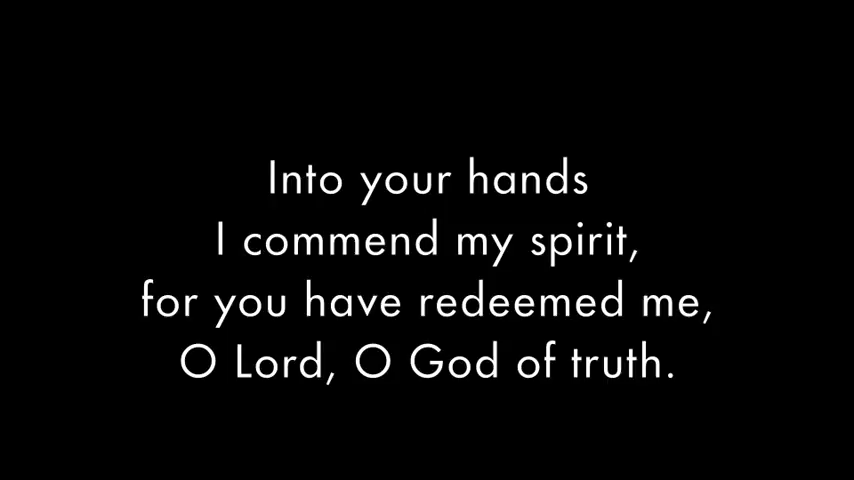 Into your hands
I commend my spirit,
for you have redeemed me,
O Lord, O God of truth.